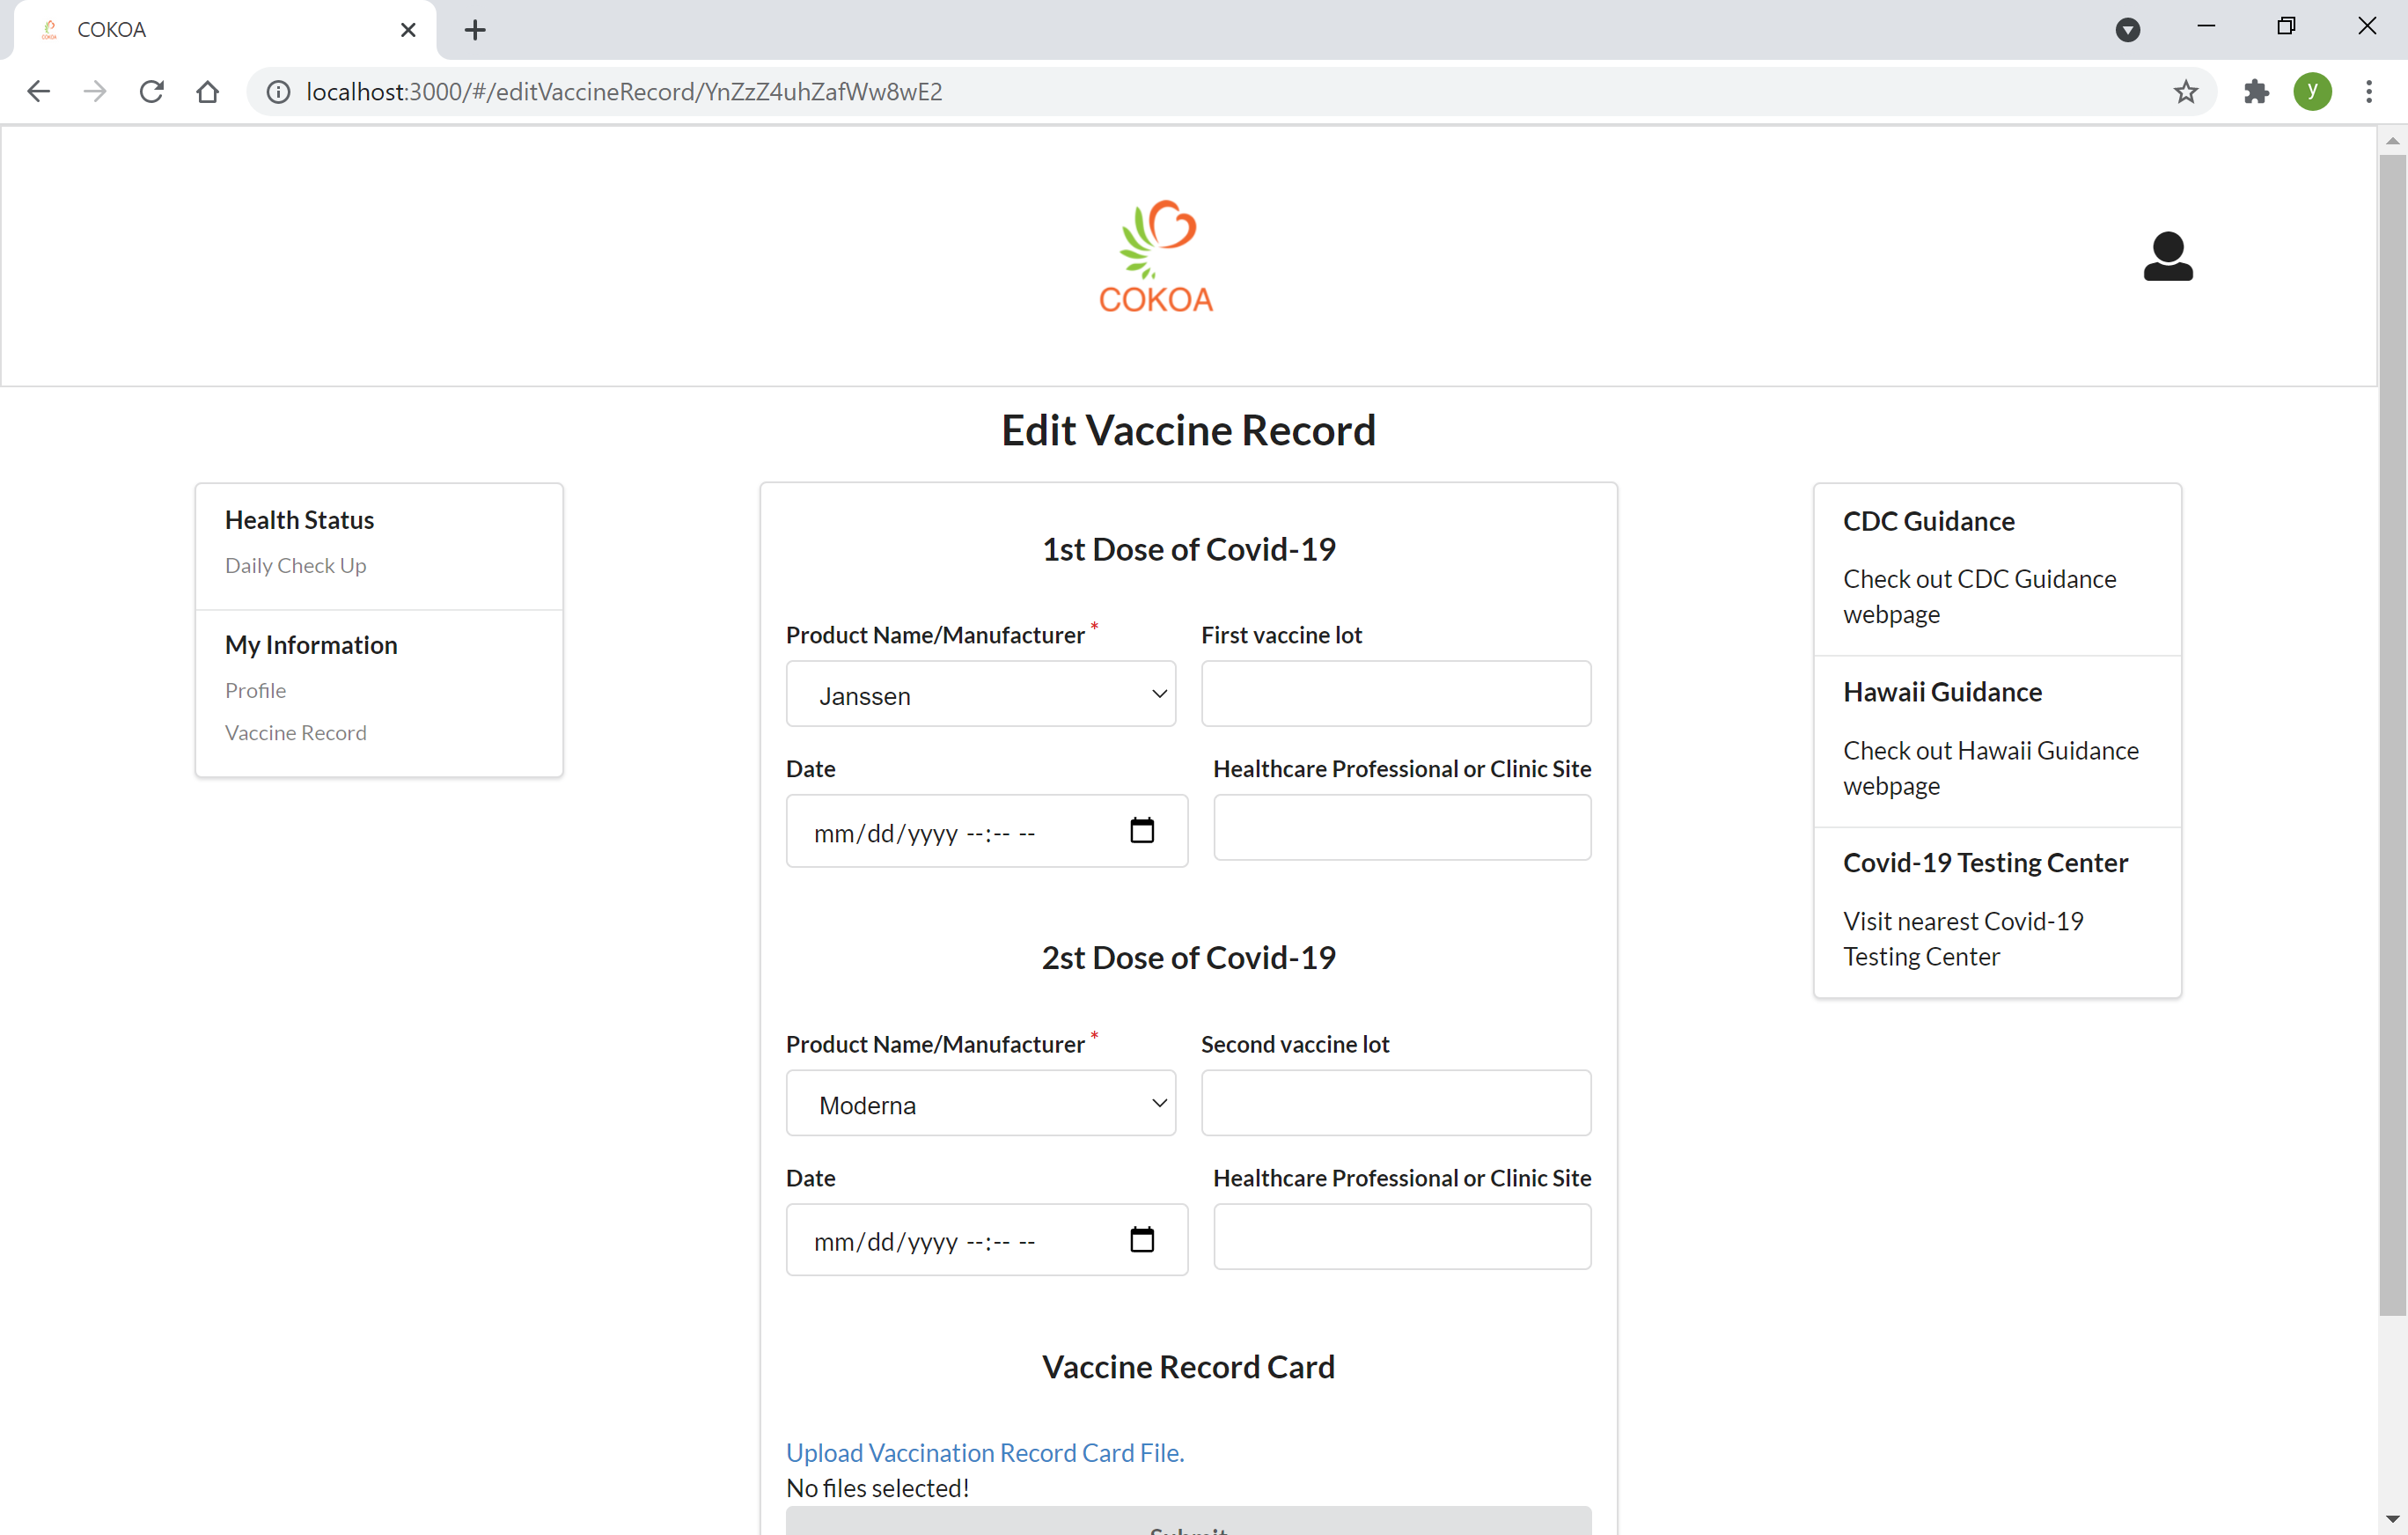 COKOA
localhost:3000/#/editVaccineRecord/YnZzZ4uhZafWw8wE2
y
COKOA
Edit Vaccine Record
Health Status
Daily Check Up
My Information
Profile
Vaccine Record
1st Dose of Covid-19
Product Name/Manufacturer *
First vaccine lot
Janssen
Date
Healthcare Professional or Clinic Site
mm/dd/yyyy --:-- --
2st Dose of Covid-19
Product Name/Manufacturer *
Second vaccine lot
Moderna
Date
Healthcare Professional or Clinic Site
mm/dd/yyyy --:-- --
Vaccine Record Card
Upload Vaccination Record Card File.
No files selected!
Submit
CDC Guidance
Check out CDC Guidance
webpage
Hawaii Guidance
Check out Hawaii Guidance
webpage
Covid-19 Testing Center
Visit nearest Covid-19
Testing Center